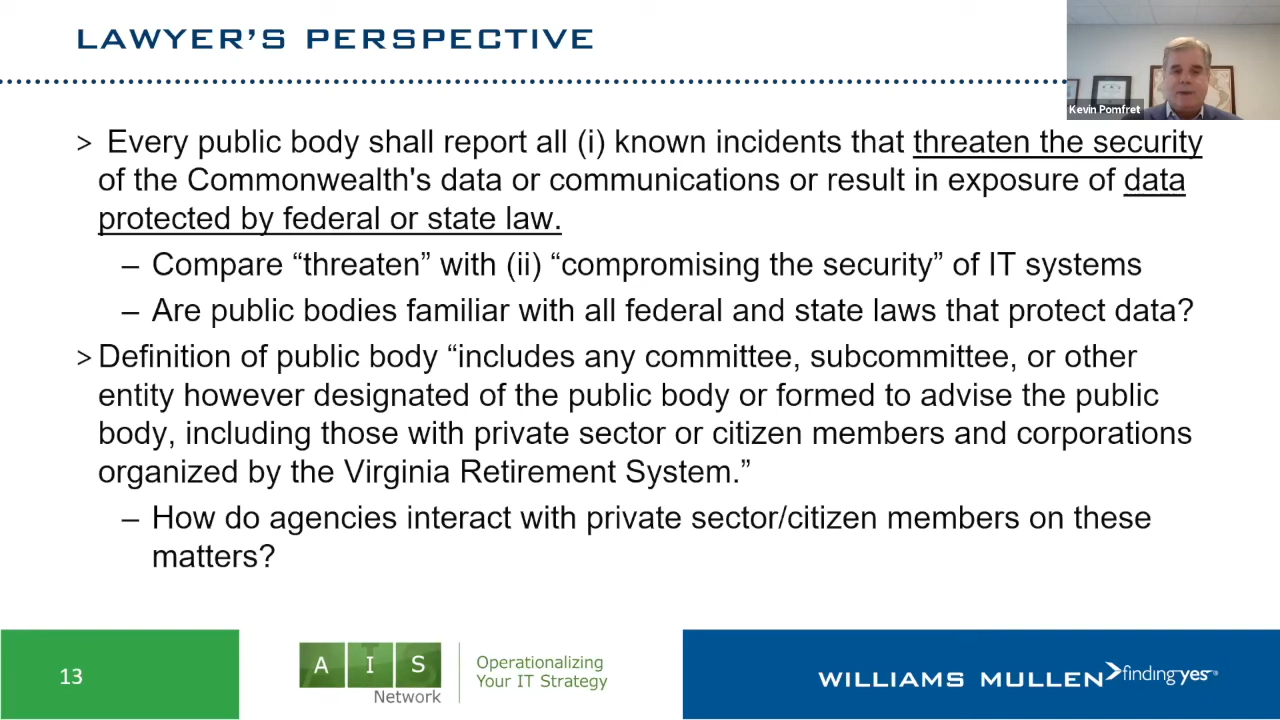 LAWYER'S PERSPECTIVE
Kevin Pomfret
> Every public body shall report all (i) known incidents that threaten the security
of the Commonwealth's data or communications or result in exposure of data
protected by federal or state law.
– Compare “threaten” with (ii) “compromising the security” of IT systems
– Are public bodies familiar with all federal and state laws that protect data?
> Definition of public body “includes any committee, subcommittee, or other
entity however designated of the public body or formed to advise the public
body, including those with private sector or citizen members and corporations
organized by the Virginia Retirement System.”
– How do agencies interact with private sector/citizen members on these
matters?
13
A I S
Network
Operationalizing
Your IT Strategy
WILLIAMS MULLEN finding yes®